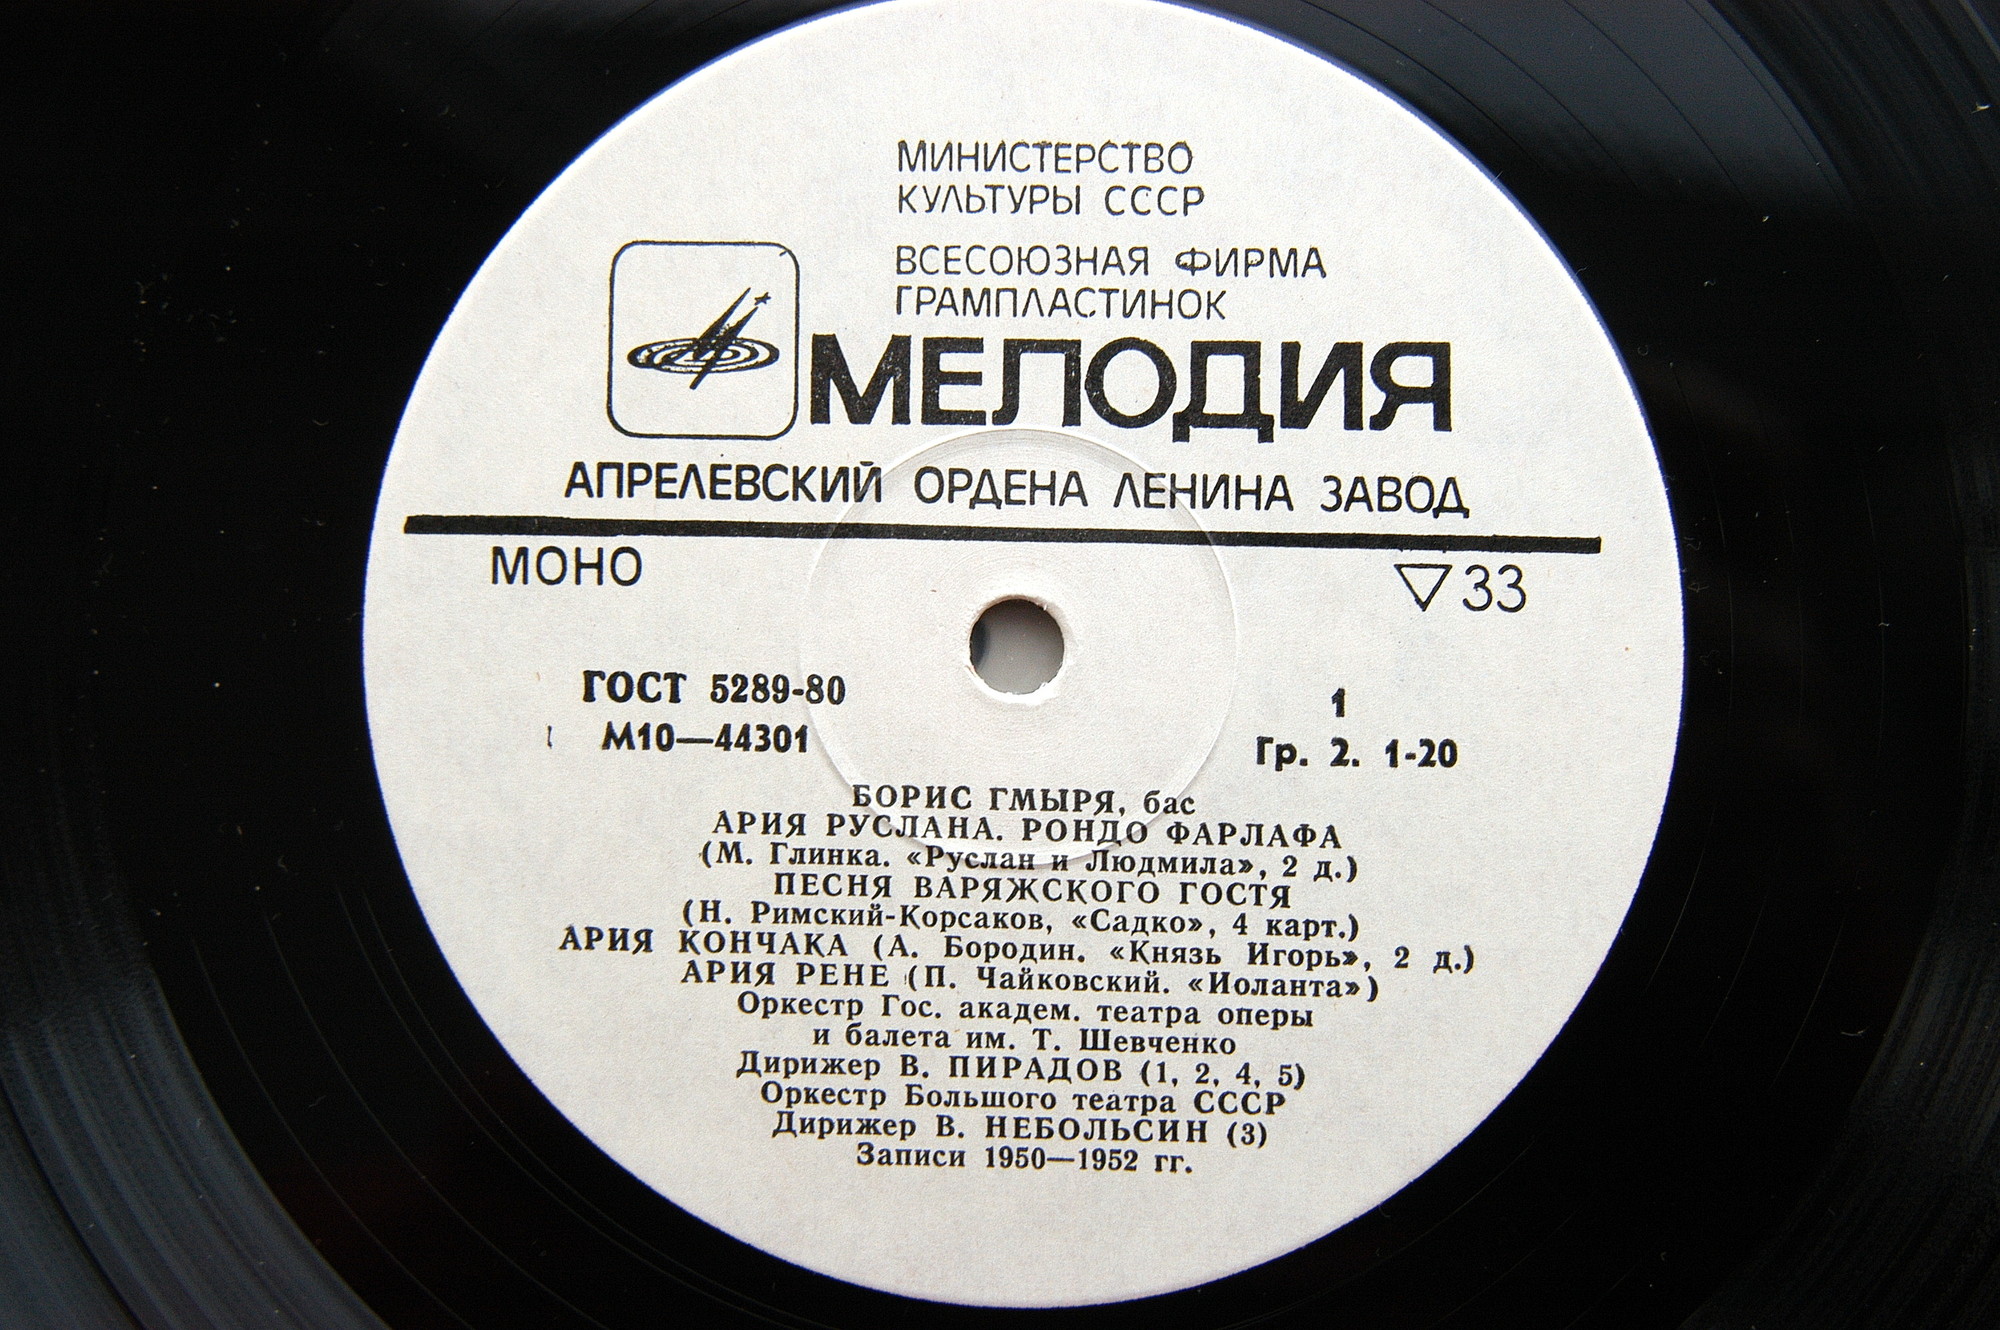 МИНИСТЕРСТВО
КУЛЬТУРЫ СССР
ВСЕСОЮЗНАЯ ФИРМА
ГРАМПЛАСТИНОК
МЕЛОДИЯ
АПРЕЛЕВСКИЙ ОРДЕНА ЛЕНИНА ЗАВОД
МОНО ▽33
ГОСТ 5289-80 1
М10—44301 Гр. 2. 1-20
БОРИС ГМЫРЯ, бас
АРИЯ РУСЛАНА. РОНДО ФАРЛАФА
(М. Глинка. «Руслан и Людмила», 2 д.)
ПЕСНЯ ВАРЯЖСКОГО ГОСТЯ
(Н. Римский-Корсаков, «Садко», 4 карт.)
АРИЯ КОНЧАКА (А. Бородин. «Князь Игорь», 2 д.)
АРИЯ РЕНЕ (П. Чайковский. «Иоланта»)
Оркестр Гос. академ. театра оперы
и балета им. Т. Шевченко
Дирижер В. ПИРАДОВ (1, 2, 4, 5)
Оркестр Большого театра СССР
Дирижер В. НЕБОЛЬСИН (3)
Записи 1950—1952 гг.